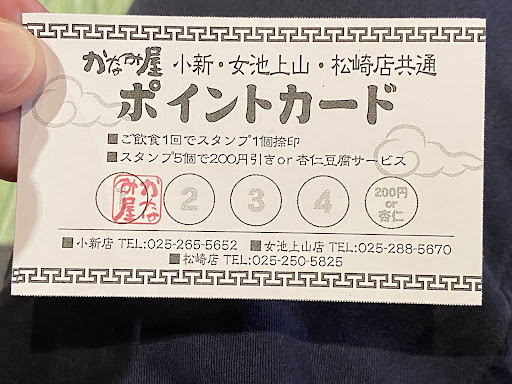 かなみ屋 小新・女池上山・松崎店共通
ポイントカード
■ご飲食1回でスタンプ1個捺印
■スタンプ5個で200円引きor杏仁豆腐サービス
かなみ屋 2 3 4 200円or杏仁
■小新店 TEL:025-265-5652 ■女池上山店 TEL:025-288-5670
■松崎店 TEL:025-250-5825